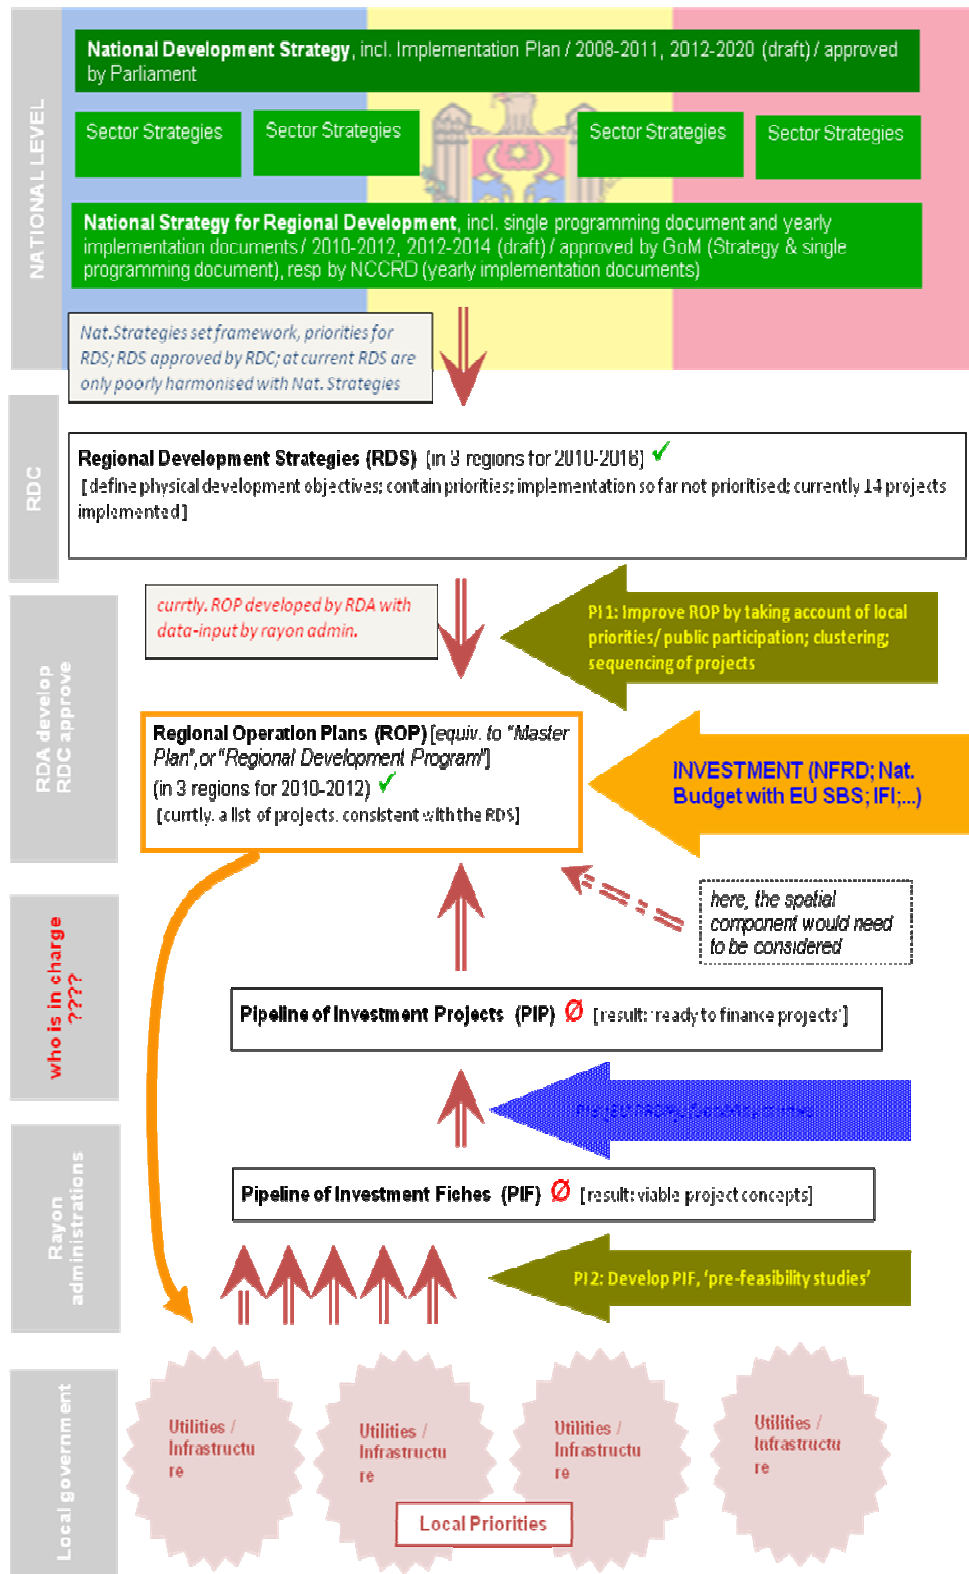 NATIONAL LEVEL
National Development Strategy, incl. Implementation Plan / 2008-2011, 2012-2020 (draft) / approved
by Parliament
Sector Strategies
Sector Strategies
Sector Strategies
Sector Strategies
National Strategy for Regional Development, incl. single programming document and yearly
implementation documents / 2010-2012, 2012-2014 (draft) / approved by GoM (Strategy & single
programming document), resp by NCCRD (yearly implementation documents)
Nat.Strategies set framework, priorities for
RDS; RDS approved by RDC; at current RDS are
only poorly harmonised with Nat. Strategies
RDC
Regional Development Strategies (RDS) (in 3 regions for 2010-2016) ✓
[define physical development objectives; contain priorities; implementation so far not prioritised; currently 14 projects
implemented]
RDA develop
RDC approve
currtly. ROP developed by RDA with
data-input by rayon admin.
PI1: Improve ROP by taking account of local
priorities/ public participation; clustering;
sequencing of projects
Regional Operation Plans (ROP) [equiv. to "Master
Plan",or "Regional Development Program"]
(in 3 regions for 2010-2012) ✓
[currtly. a list of projects. consistent with the RDS]
INVESTMENT (NFRD; Nat.
Budget with EU SBS; IFI;...)
here, the spatial
component would need
to be considered
who is in charge
????
Pipeline of Investment Projects (PIP) Ø [result: 'ready to finance projects']
Rayon
administrations
Pipeline of Investment Fiches (PIF) Ø [result: viable project concepts]
PI2: Develop PIF, 'pre-feasibility studies'
Local government
Utilities /
Infrastructu
re
Utilities /
Infrastructu
re
Utilities /
Infrastructu
re
Utilities /
Infrastructu
re
Local Priorities